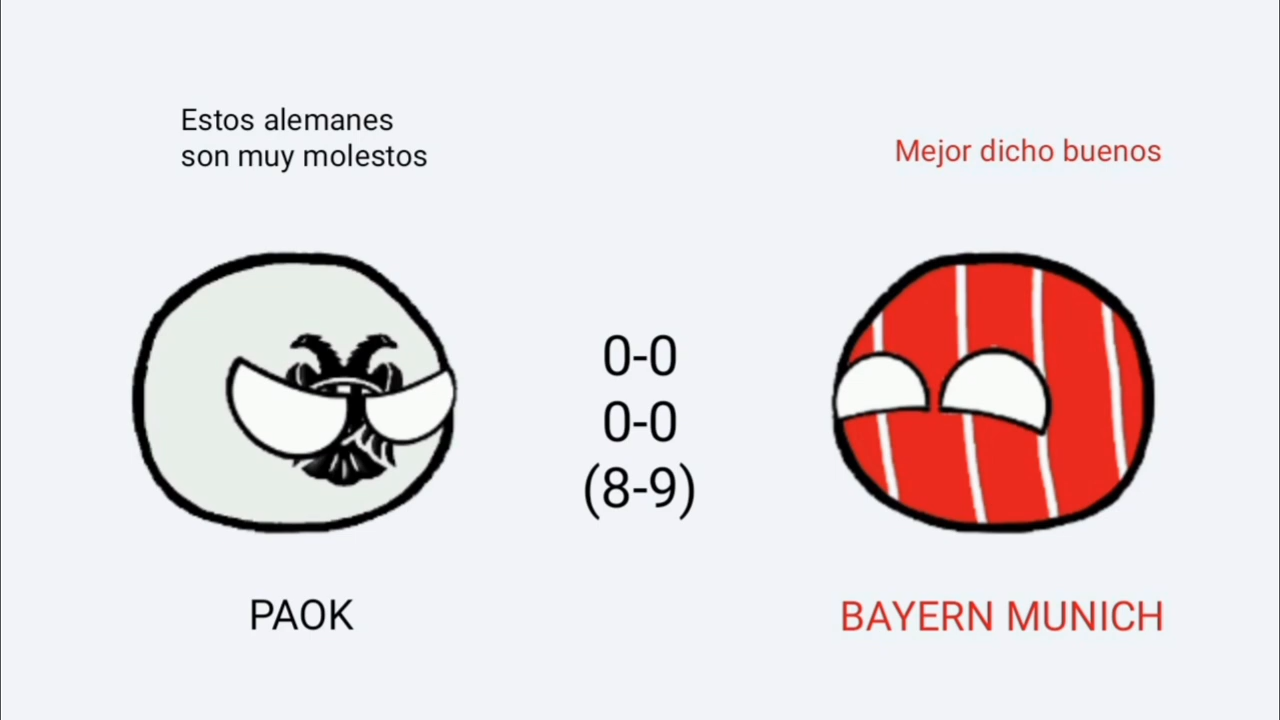 Estos alemanes
son muy molestos
Mejor dicho buenos
0-0
0-0
(8-9)
PAOK
BAYERN MUNICH